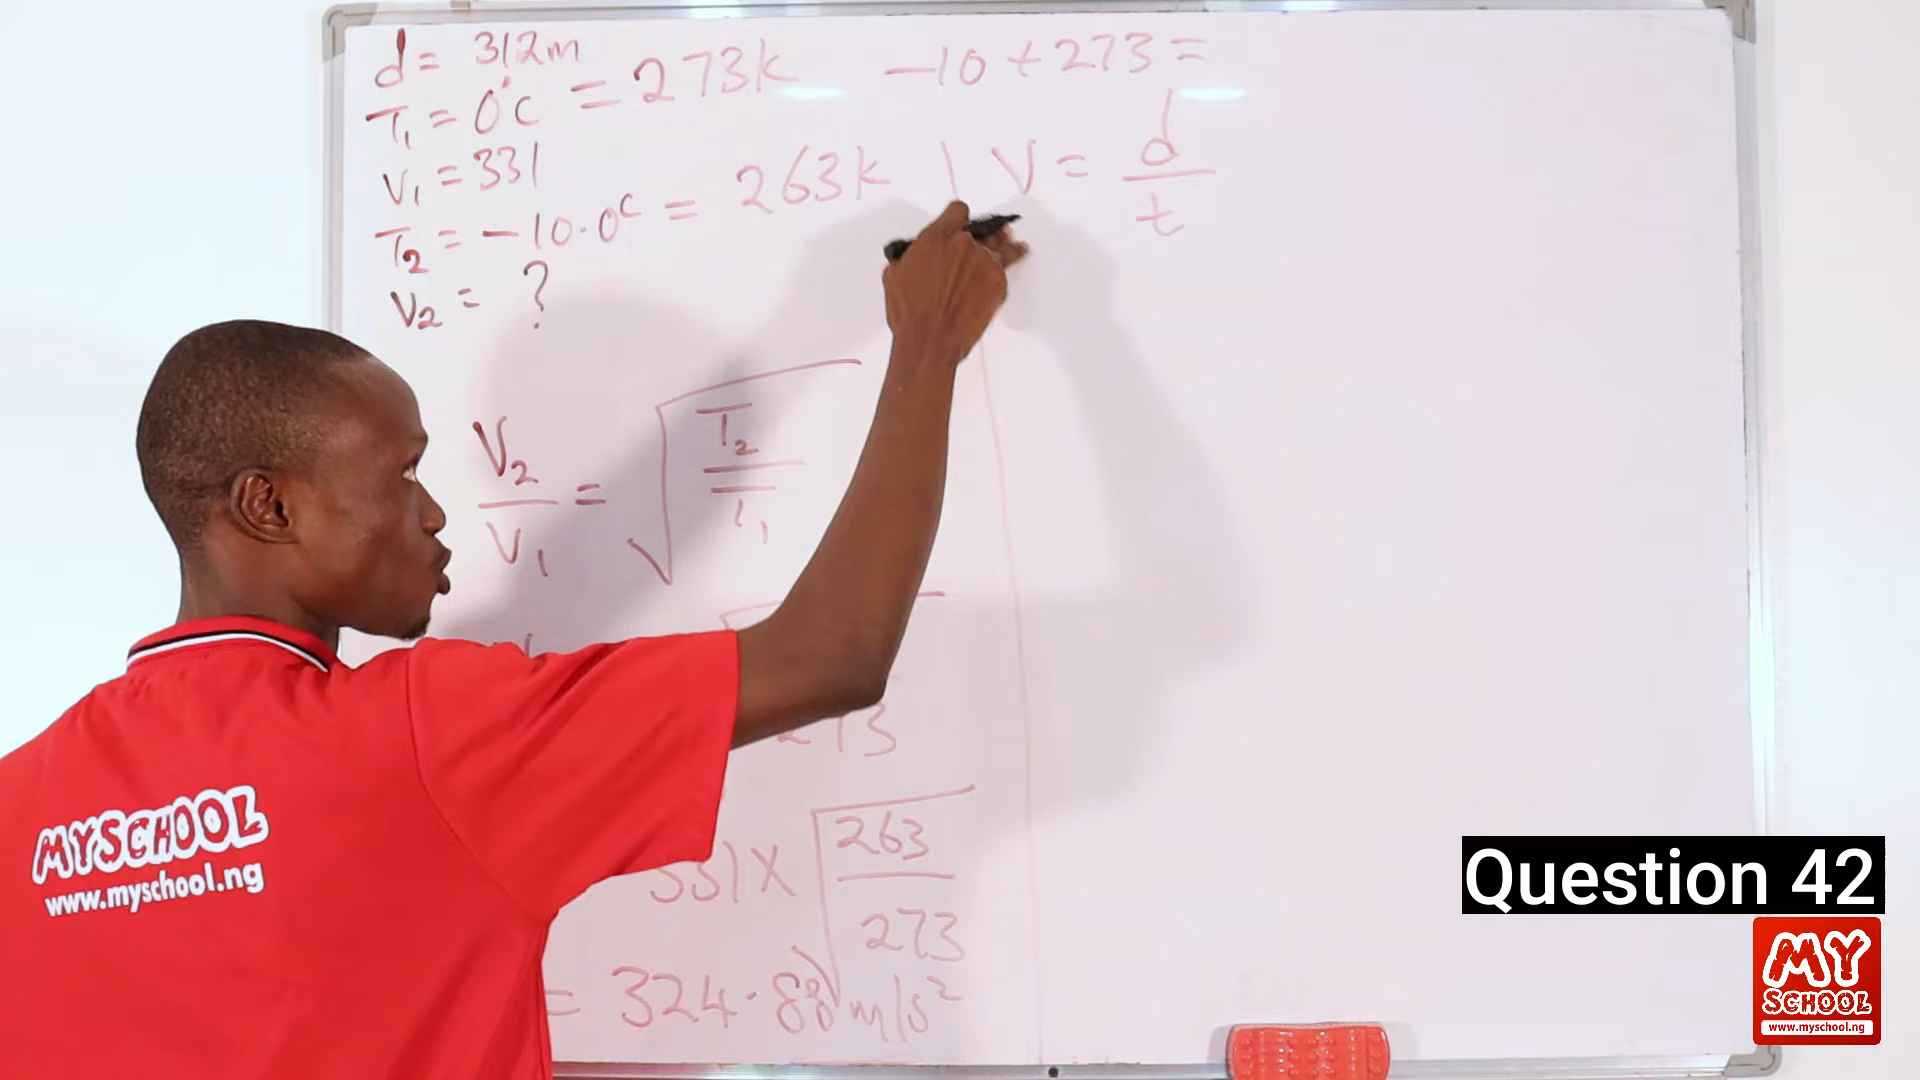 d = 312m
T₁ = 0°C = 273k
-10 + 273 =
V₁ = 331
T₂ = -10.0°C = 263k
V = d
t
V₂ = ?
V₂ = √ T₂
V₁ T₁
273
331 X √ 263
273
= 324.88 m/s²
MYSCHOOL
www.myschool.ng
Question 42
MY
SCHOOL
www.myschool.ng